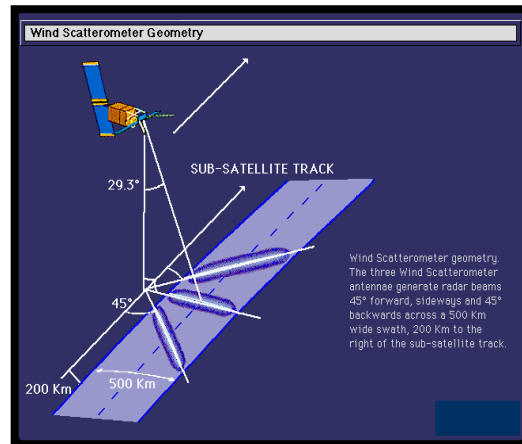 Wind Scatterometer Geometry
SUB-SATELLITE TRACK
29.3°
Wind Scatterometer geometry.
The three Wind Scatterometer
antennae generate radar beams
45° forward, sideways and 45°
backwards across a 500 Km
wide swath, 200 Km to the
right of the sub-satellite track.
45°
200 Km
500 Km